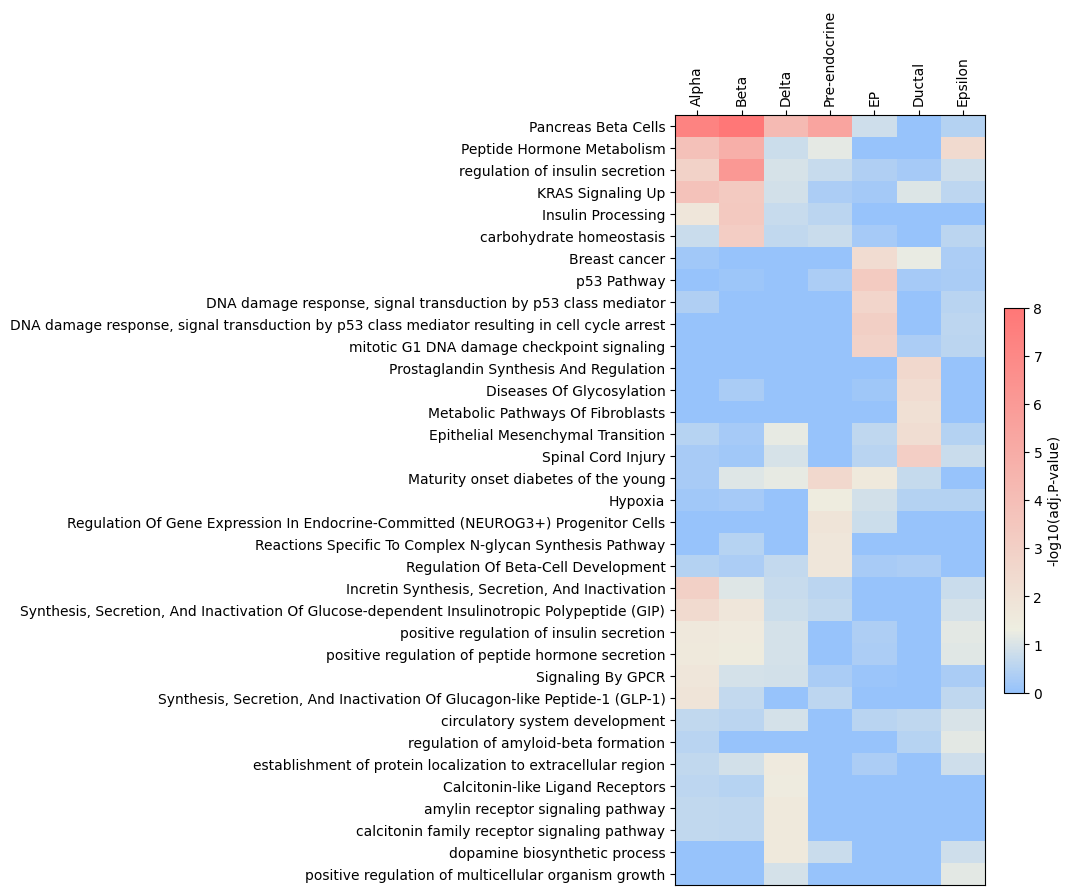 Alpha
Beta
Delta
Pre-endocrine
EP
Ductal
Epsilon
Pancreas Beta Cells
Peptide Hormone Metabolism
regulation of insulin secretion
KRAS Signaling Up
Insulin Processing
carbohydrate homeostasis
Breast cancer
p53 Pathway
DNA damage response, signal transduction by p53 class mediator
DNA damage response, signal transduction by p53 class mediator resulting in cell cycle arrest
mitotic G1 DNA damage checkpoint signaling
Prostaglandin Synthesis And Regulation
Diseases Of Glycosylation
Metabolic Pathways Of Fibroblasts
Epithelial Mesenchymal Transition
Spinal Cord Injury
Maturity onset diabetes of the young
Hypoxia
Regulation Of Gene Expression In Endocrine-Committed (NEUROG3+) Progenitor Cells
Reactions Specific To Complex N-glycan Synthesis Pathway
Regulation Of Beta-Cell Development
Incretin Synthesis, Secretion, And Inactivation
Synthesis, Secretion, And Inactivation Of Glucose-dependent Insulinotropic Polypeptide (GIP)
positive regulation of insulin secretion
positive regulation of peptide hormone secretion
Signaling By GPCR
Synthesis, Secretion, And Inactivation Of Glucagon-like Peptide-1 (GLP-1)
circulatory system development
regulation of amyloid-beta formation
establishment of protein localization to extracellular region
Calcitonin-like Ligand Receptors
amylin receptor signaling pathway
calcitonin family receptor signaling pathway
dopamine biosynthetic process
positive regulation of multicellular organism growth
8
7
6
5
4
3
2
1
0
-log10(adj.P-value)